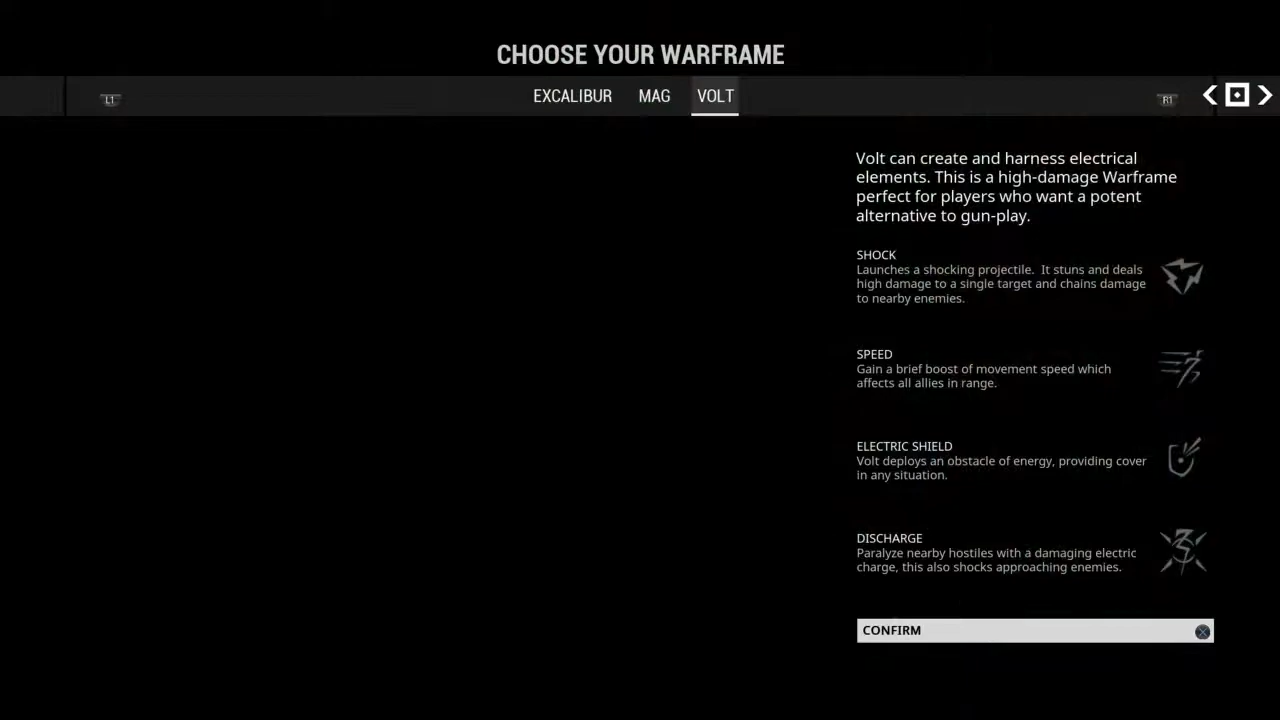 CHOOSE YOUR WARFRAME
L1
EXCALIBUR MAG VOLT
R1
Volt can create and harness electrical
elements. This is a high-damage Warframe
perfect for players who want a potent
alternative to gun-play.
SHOCK
Launches a shocking projectile. It stuns and deals
high damage to a single target and chains damage
to nearby enemies.
SPEED
Gain a brief boost of movement speed which
affects all allies in range.
ELECTRIC SHIELD
Volt deploys an obstacle of energy, providing cover
in any situation.
DISCHARGE
Paralyze nearby hostiles with a damaging electric
charge, this also shocks approaching enemies.
CONFIRM